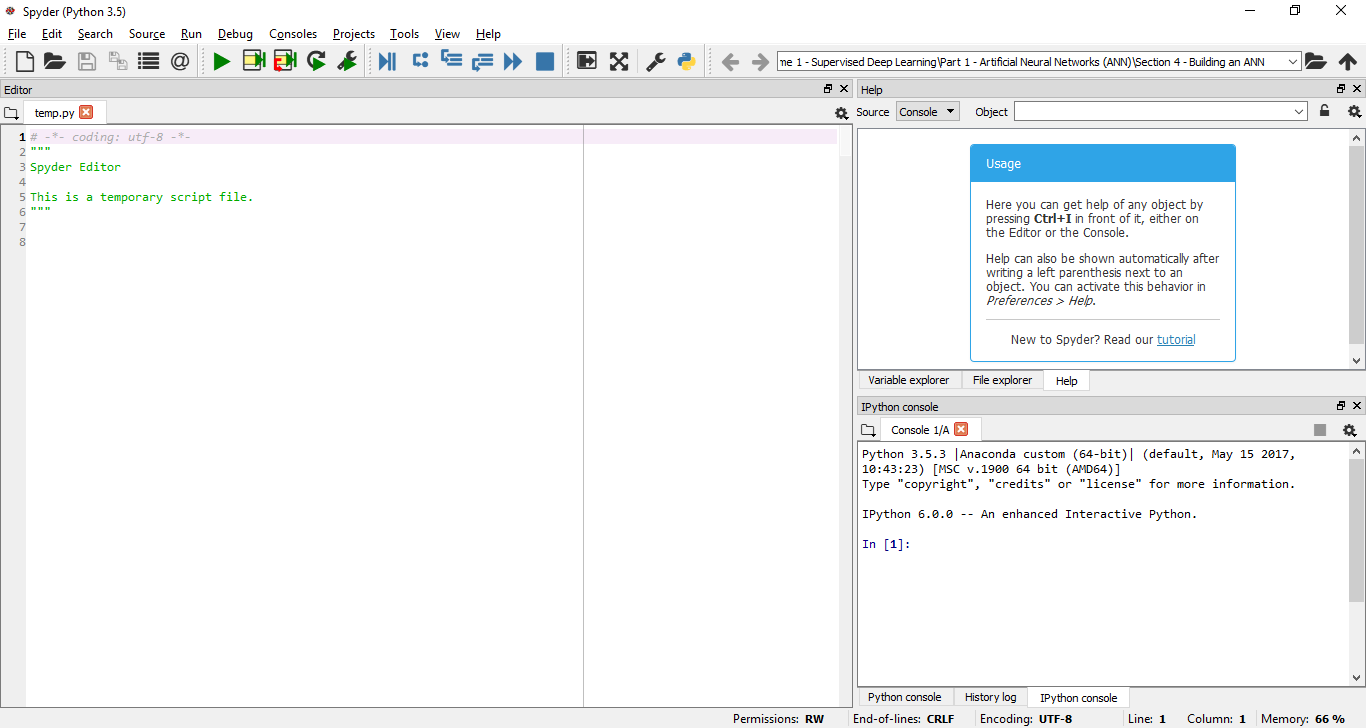 Spyder (Python 3.5)
File Edit Search Source Run Debug Consoles Projects Tools View Help
me 1 - Supervised Deep Learning\Part 1 - Artificial Neural Networks (ANN)\Section 4 - Building an ANN
Editor
temp.py
1 # -*- coding: utf-8 -*-
2 """
3 Spyder Editor
4
5 This is a temporary script file.
6 """
7
8
Help
Source Console Object
Usage
Here you can get help of any object by
pressing Ctrl+I in front of it, either on
the Editor or the Console.
Help can also be shown automatically after
writing a left parenthesis next to an
object. You can activate this behavior in
Preferences > Help.
New to Spyder? Read our tutorial
Variable explorer File explorer Help
IPython console
Console 1/A
Python 3.5.3 |Anaconda custom (64-bit)| (default, May 15 2017,
10:43:23) [MSC v.1900 64 bit (AMD64)]
Type "copyright", "credits" or "license" for more information.
IPython 6.0.0 -- An enhanced Interactive Python.
In [1]:
Python console History log IPython console
Permissions: RW End-of-lines: CRLF Encoding: UTF-8 Line: 1 Column: 1 Memory: 66 %